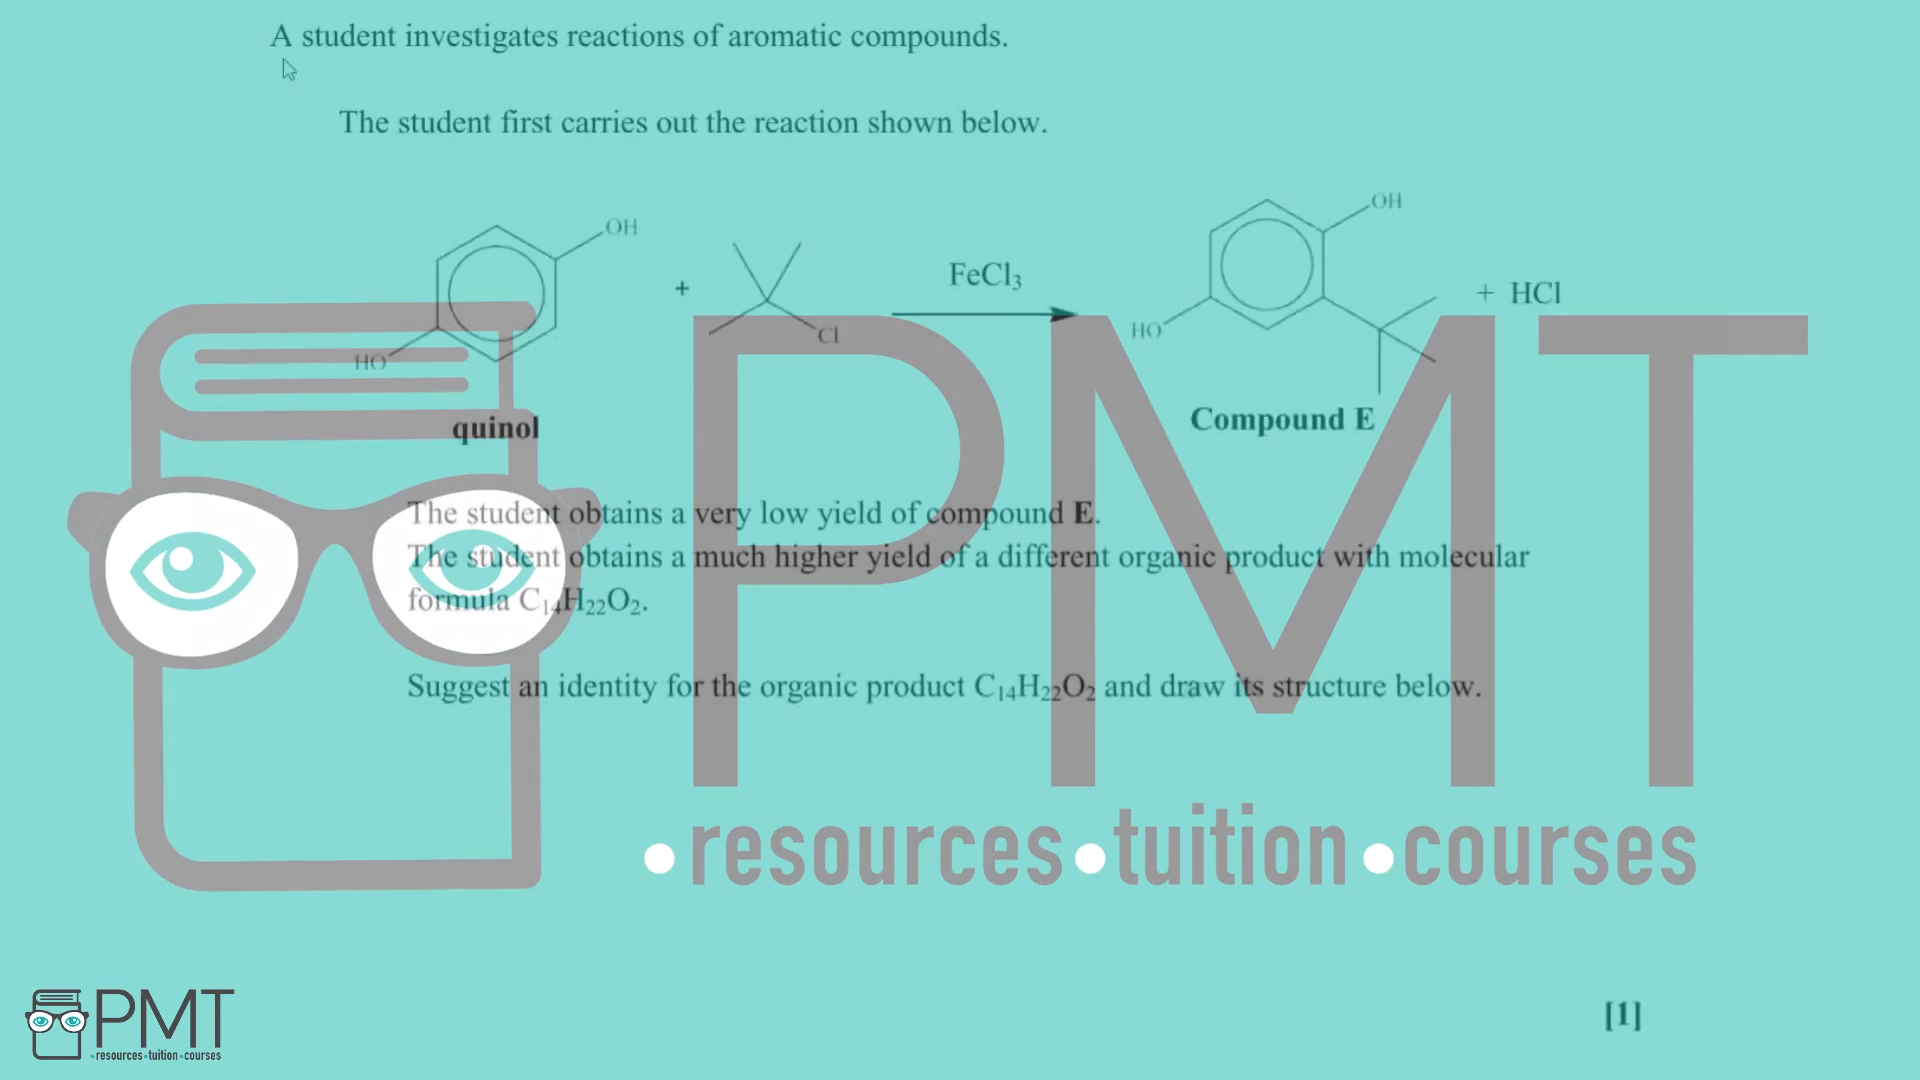 A student investigates reactions of aromatic compounds.
The student first carries out the reaction shown below.
OH
HO
quinol
+
Cl
FeCl₃
OH
HO
Compound E
+ HCl
The student obtains a very low yield of compound E.
The student obtains a much higher yield of a different organic product with molecular
formula C₁₄H₂₂O₂.
Suggest an identity for the organic product C₁₄H₂₂O₂ and draw its structure below.
PMT
•resources•tuition•courses
[1]
PMT
•resources•tuition•courses